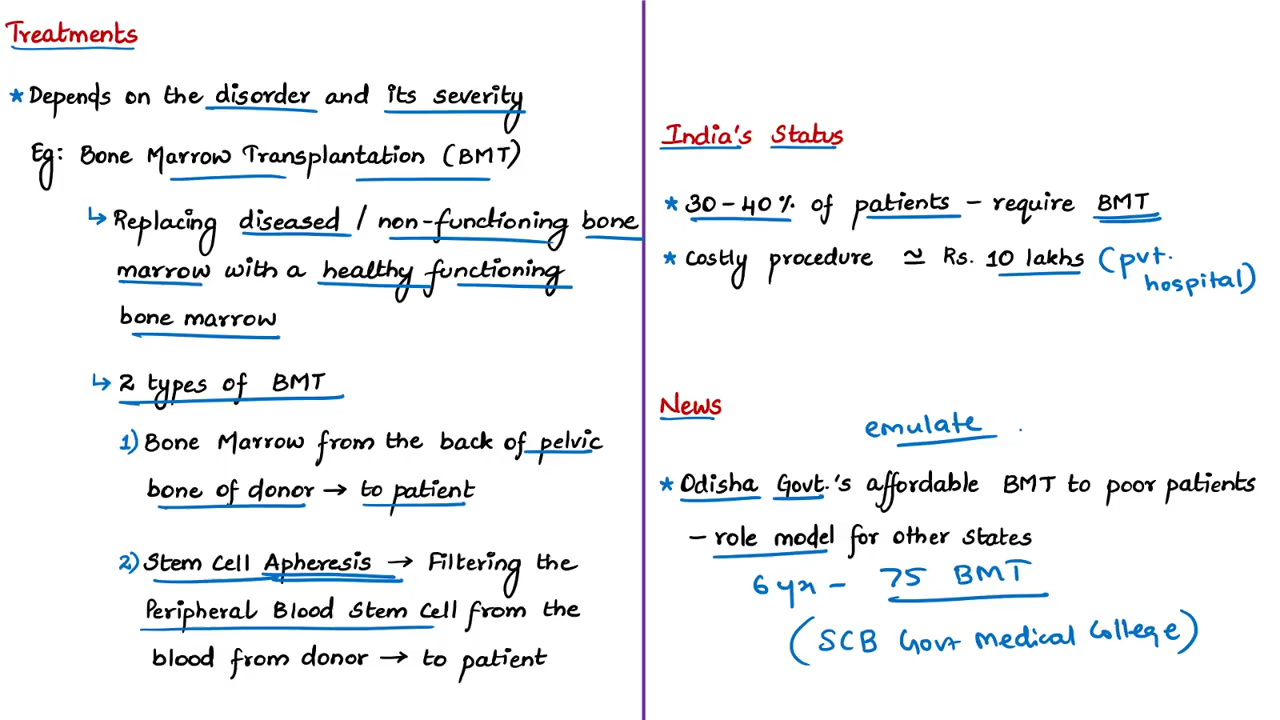 Treatments
* Depends on the disorder and its severity
Eg: Bone Marrow Transplantation (BMT)
↳ Replacing diseased / non-functioning bone
marrow with a healthy functioning
bone marrow
↳ 2 types of BMT
1) Bone Marrow from the back of pelvic
bone of donor → to patient
2) Stem Cell Apheresis → Filtering the
Peripheral Blood Stem Cell from the
blood from donor → to patient
India's Status
* 30-40% of patients - require BMT
* Costly procedure ≃ Rs. 10 lakhs (pvt.
hospital)
News
emulate
* Odisha Govt.'s affordable BMT to poor patients
- role model for other states
6 yrs - 75 BMT
(SCB Govt Medical College)